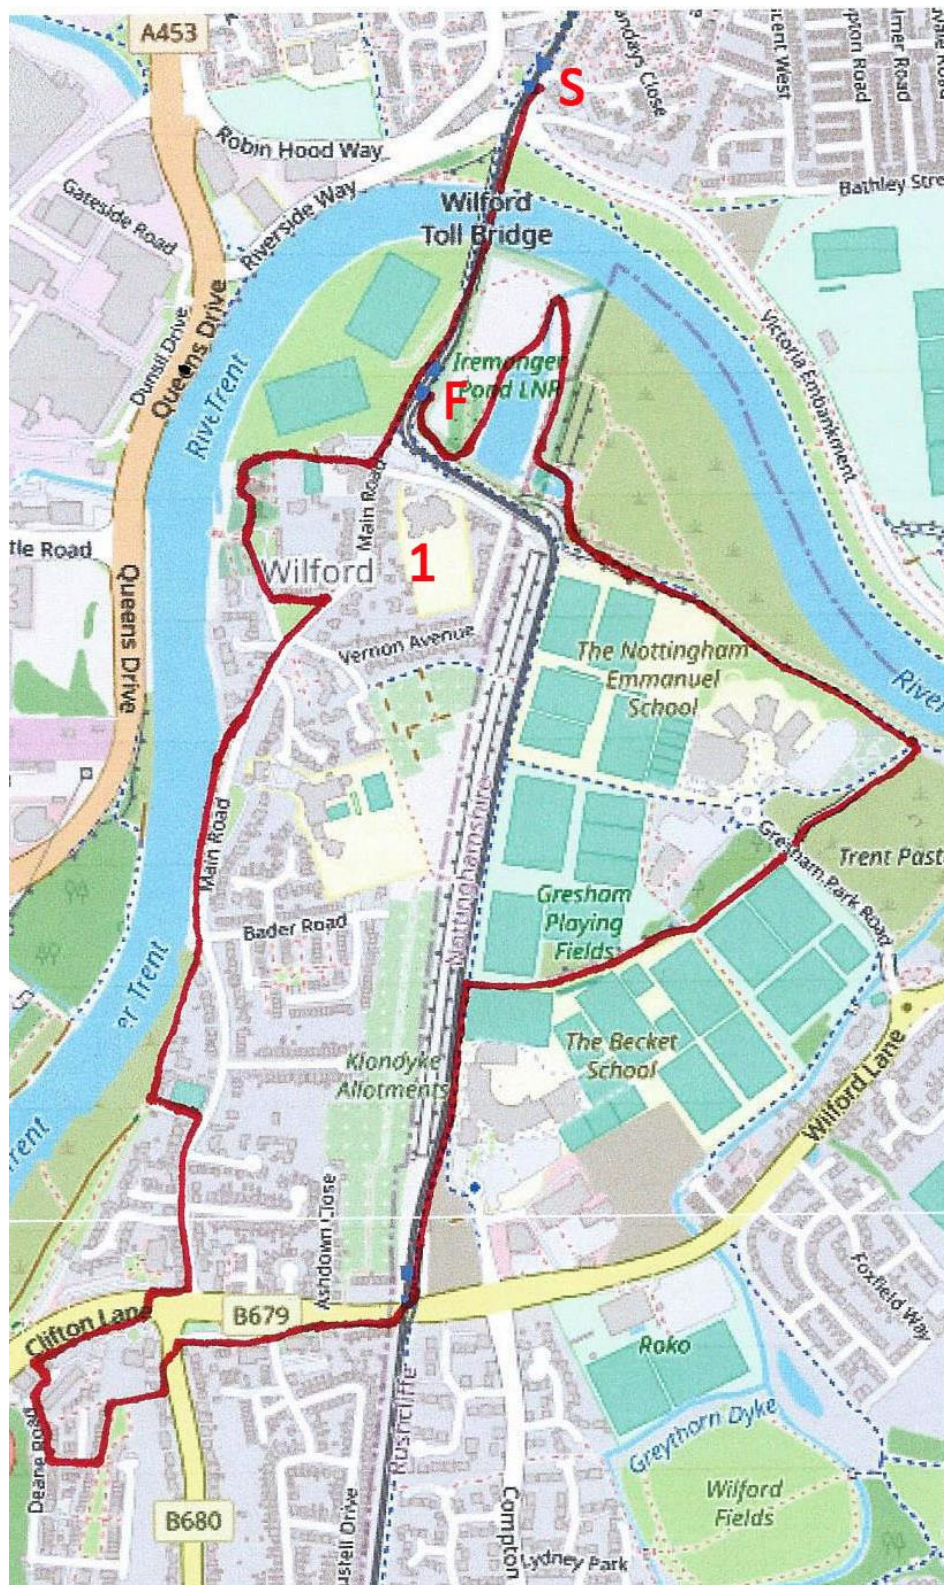 A453
S
Robin Hood Way
Gateside Road
Riverside Way
Wilford
Toll Bridge
Bathley Stre
Dunsil Drive
Queens Drive
Victoria Embankment
Iremonger
Pond LNR
F
Main Road
tle Road
Wilford
1
Queens Drive
Vernon Avenue
The Nottingham
Emmanuel
School
River
Nottinghamshire
Main Road
Gresham Park Road
Trent Past
Bader Road
Gresham
Playing
Fields
er Trent
Klondyke
Allotments
The Becket
School
Wilford Lane
Trent
Ashdown Close
Foxfield Way
Clifton Lane
B679
Roko
Rushcliffe
Greythorn Dyke
Deane Road
Compton
Wilford
Fields
B680
Lydney Park